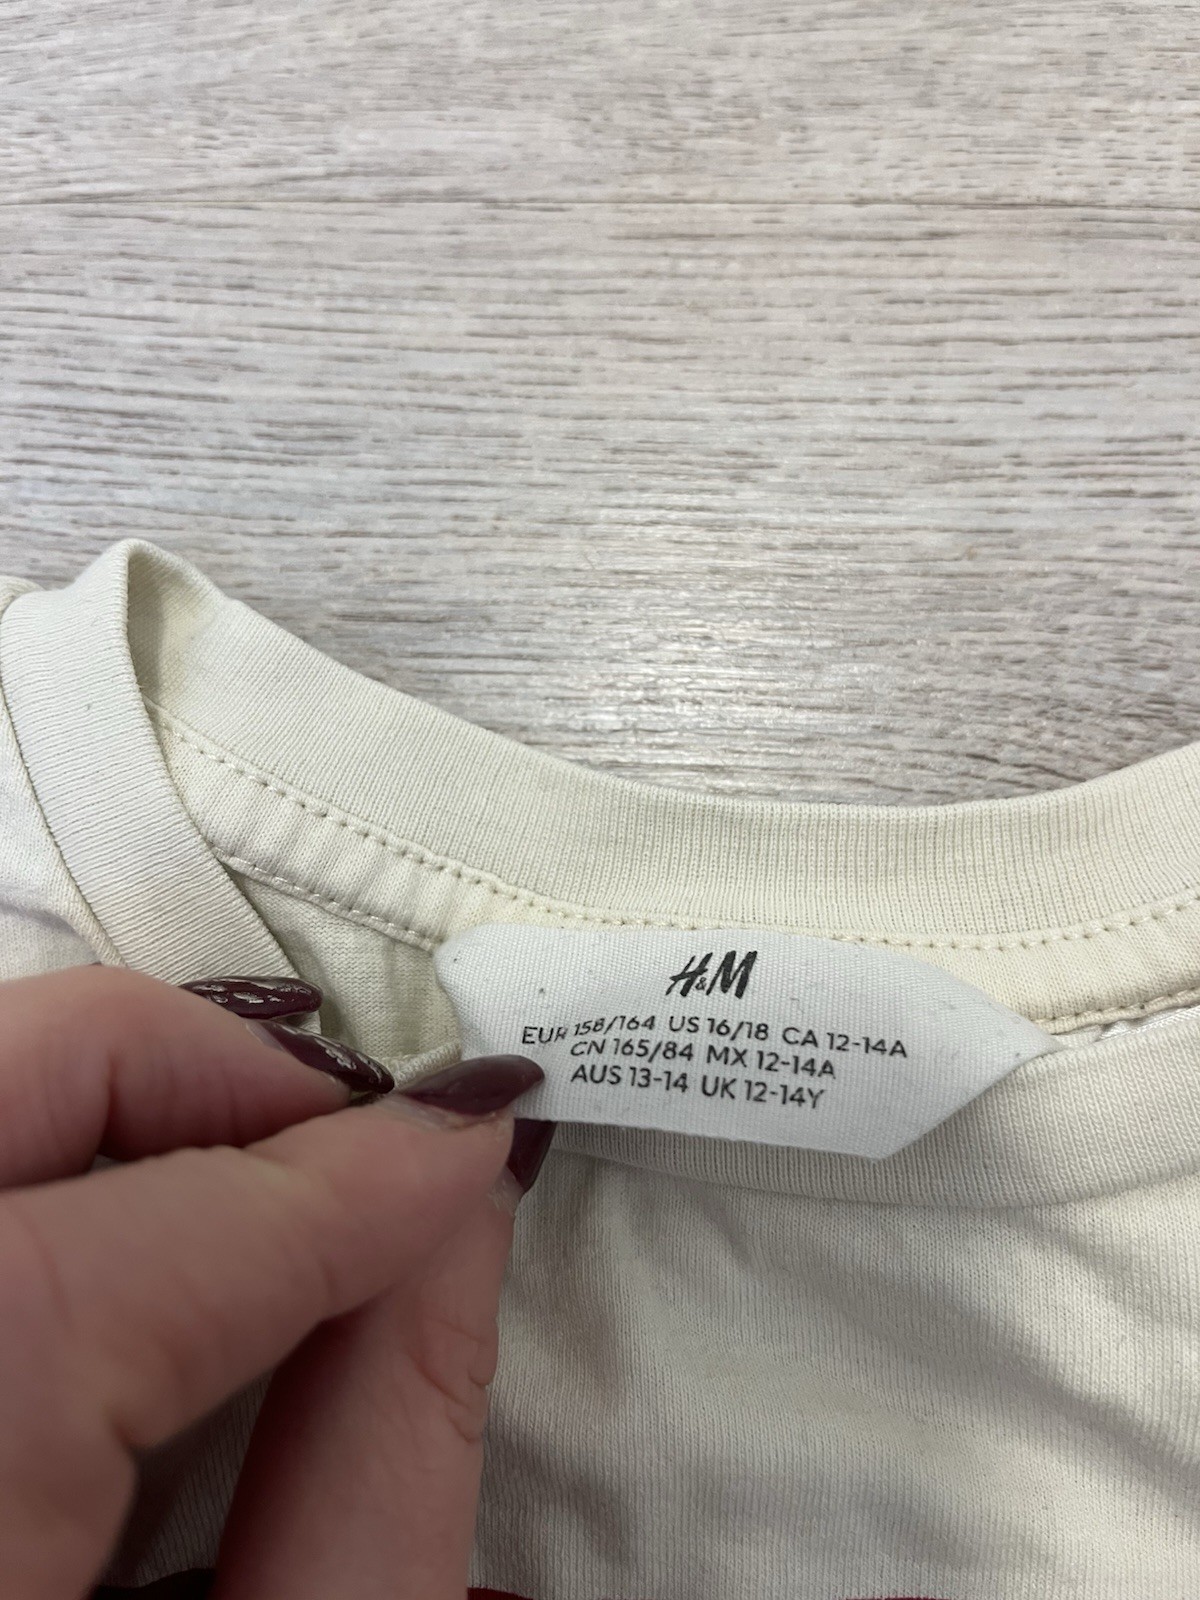 H&M
EUR 158/164 US 16/18 CA 12-14A
CN 165/84 MX 12-14A
AUS 13-14 UK 12-14Y